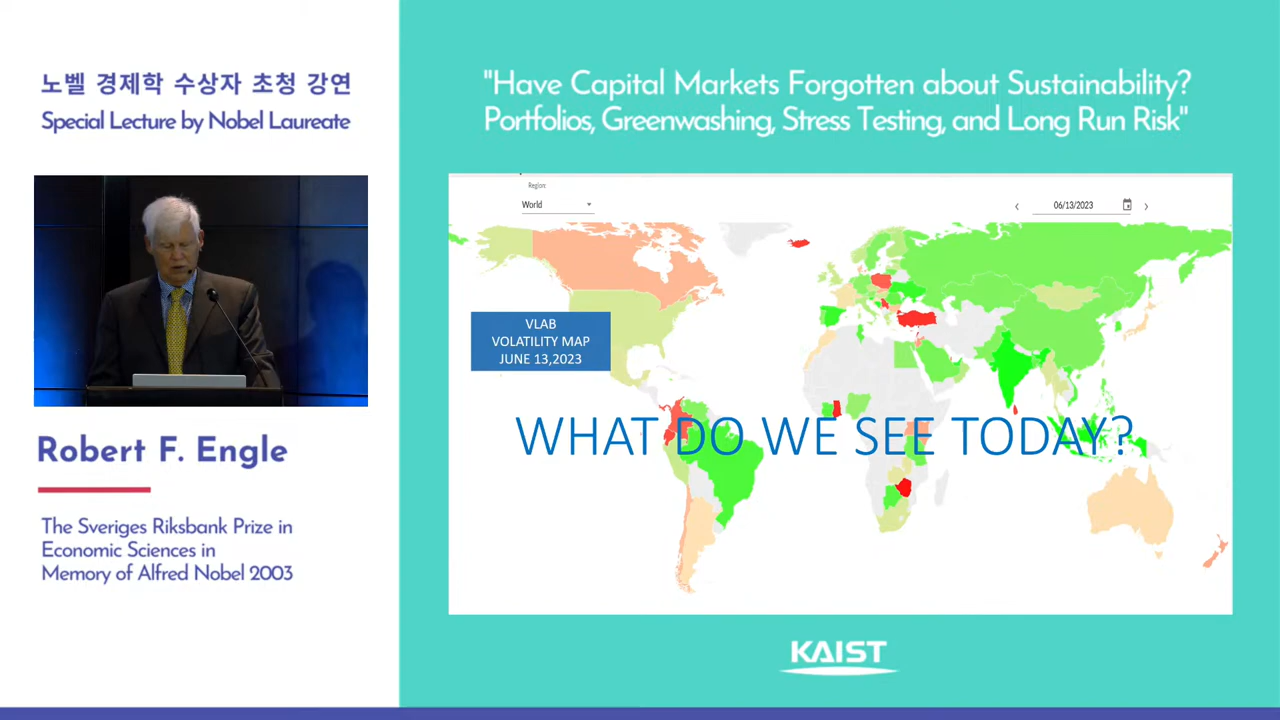 노벨 경제학 수상자 초청 강연
Special Lecture by Nobel Laureate
Robert F. Engle
The Sveriges Riksbank Prize in
Economic Sciences in
Memory of Alfred Nobel 2003
"Have Capital Markets Forgotten about Sustainability?
Portfolios, Greenwashing, Stress Testing, and Long Run Risk"
Region:
World
06/13/2023
VLAB
VOLATILITY MAP
JUNE 13,2023
WHAT DO WE SEE TODAY?
KAIST